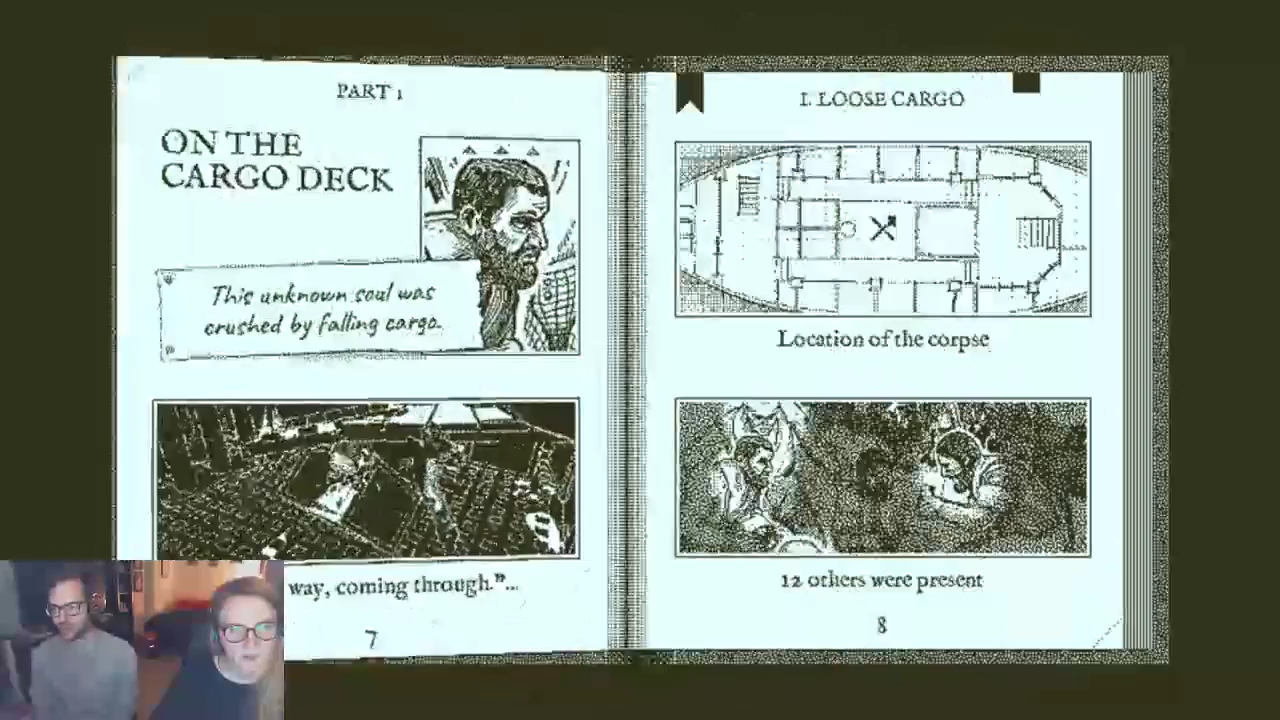 PART 1
ON THE
CARGO DECK
This unknown soul was
crushed by falling cargo.
way, coming through."...
7
I. LOOSE CARGO
Location of the corpse
12 others were present
8